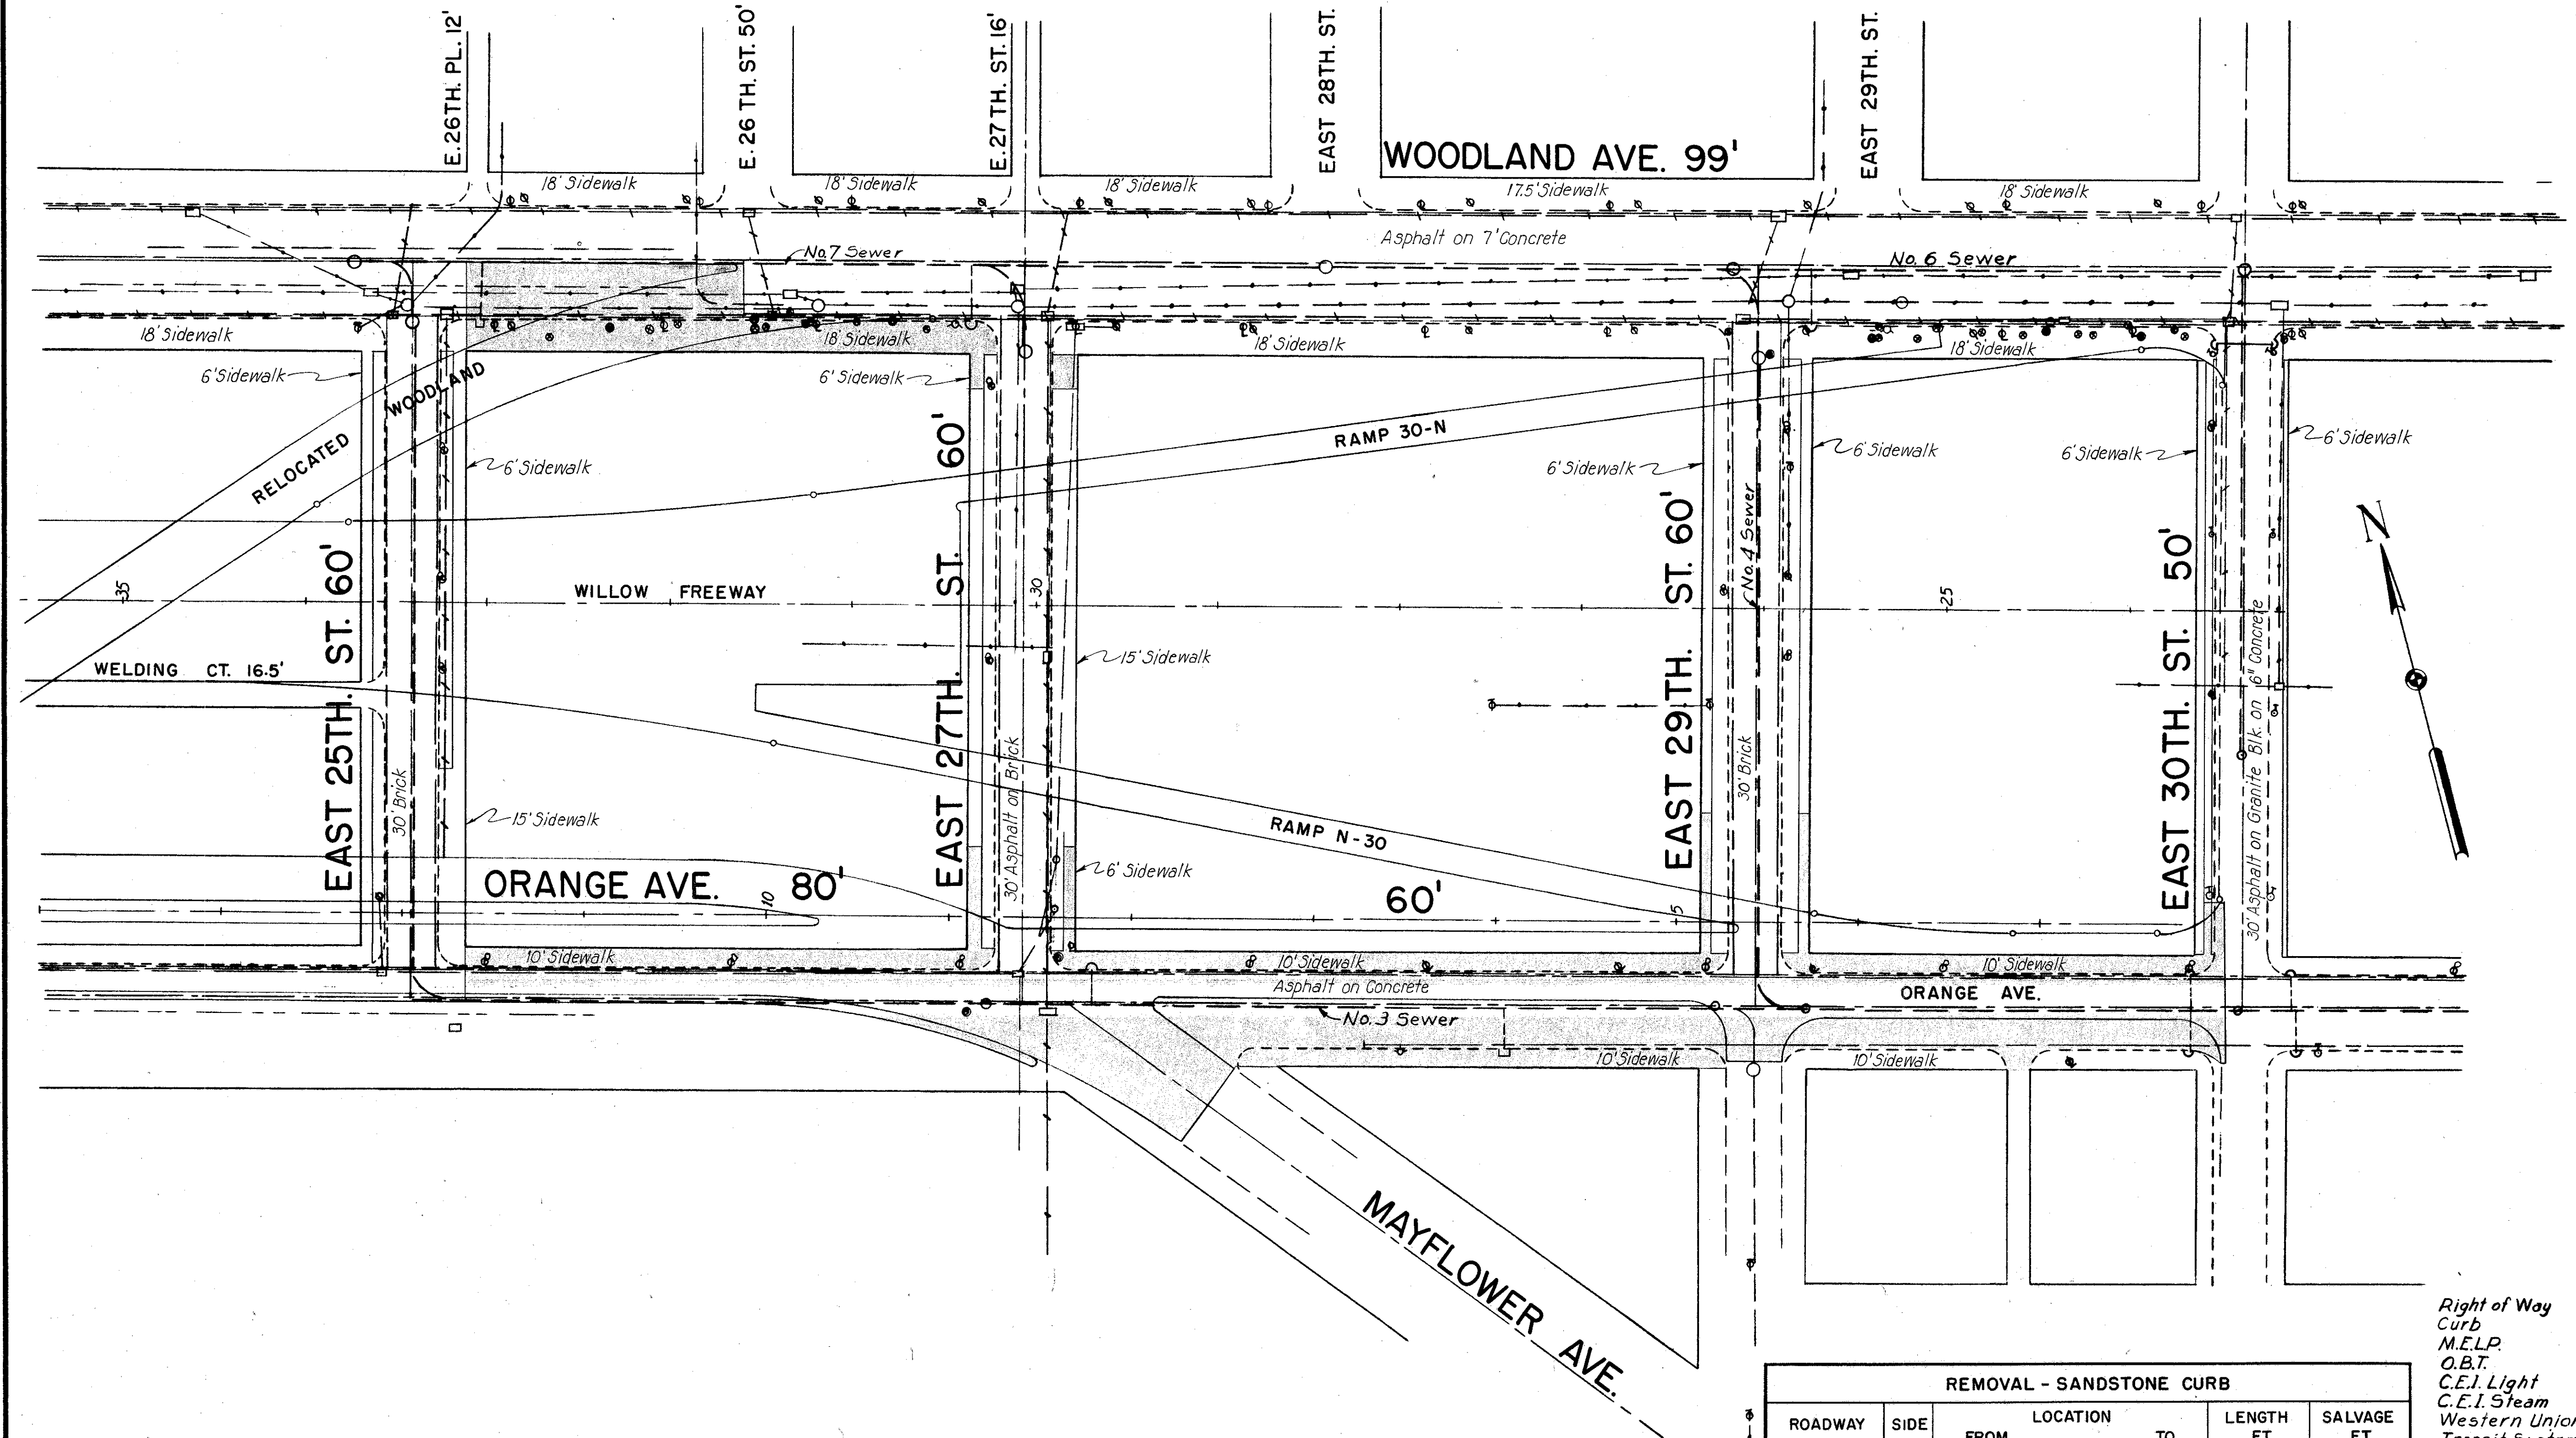 E. 26TH. PL. 12'
E. 26 TH. ST. 50'
E. 27 TH. ST. 16'
EAST 28TH. ST.
EAST 29TH. ST.
WOODLAND AVE. 99'
18' Sidewalk
18' Sidewalk
18' Sidewalk
17.5' Sidewalk
18' Sidewalk
Asphalt on 7" Concrete
No. 7 Sewer
No. 6 Sewer
18' Sidewalk
18' Sidewalk
18' Sidewalk
18' Sidewalk
6' Sidewalk
6' Sidewalk
RELOCATED WOODLAND
RAMP 30-N
6' Sidewalk
6' Sidewalk
6' Sidewalk
6' Sidewalk
6' Sidewalk
No. 4 Sewer
N
35
WILLOW FREEWAY
30
25
WELDING CT. 16.5'
15' Sidewalk
EAST 25TH. ST. 60'
EAST 27TH. ST. 60'
EAST 29TH. ST. 60'
EAST 30TH. ST. 50'
30' Brick
30' Asphalt on Brick
30' Brick
30' Asphalt on Granite Blk. on 6" Concrete
15' Sidewalk
RAMP N-30
6' Sidewalk
ORANGE AVE. 80'
60'
10
5
10' Sidewalk
10' Sidewalk
10' Sidewalk
Asphalt on Concrete
ORANGE AVE.
No. 3 Sewer
10' Sidewalk
10' Sidewalk
MAYFLOWER AVE.
Right of Way
Curb
M.E.L.P.
O.B.T.
C.E.I. Light
C.E.I. Steam
Western Union
REMOVAL - SANDSTONE CURB
ROADWAY SIDE LOCATION LENGTH SALVAGE
FROM TO FT. FT.